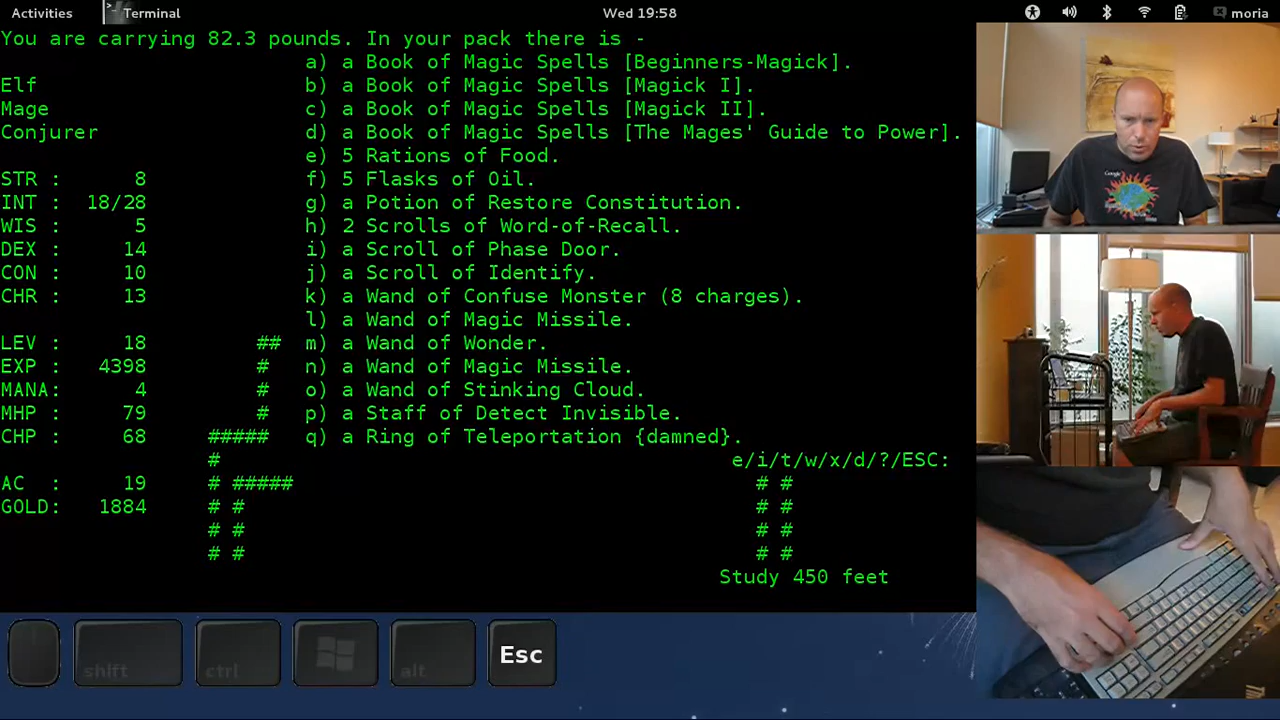 Activities Terminal Wed 19:58 moria
You are carrying 82.3 pounds. In your pack there is -
a) a Book of Magic Spells [Beginners-Magick].
Elf b) a Book of Magic Spells [Magick I].
Mage c) a Book of Magic Spells [Magick II].
Conjurer d) a Book of Magic Spells [The Mages' Guide to Power].
e) 5 Rations of Food.
STR : 8 f) 5 Flasks of Oil.
INT : 18/28 g) a Potion of Restore Constitution.
WIS : 5 h) 2 Scrolls of Word-of-Recall.
DEX : 14 i) a Scroll of Phase Door.
CON : 10 j) a Scroll of Identify.
CHR : 13 k) a Wand of Confuse Monster (8 charges).
l) a Wand of Magic Missile.
LEV : 18 ## m) a Wand of Wonder.
EXP : 4398 # n) a Wand of Magic Missile.
MANA: 4 # o) a Wand of Stinking Cloud.
MHP : 79 # p) a Staff of Detect Invisible.
CHP : 68 ##### q) a Ring of Teleportation {damned}.
# e/i/t/w/x/d/?/ESC:
AC : 19 # ##### # #
GOLD: 1884 # # # #
# # # #
# # # #
Study 450 feet
shift ctrl alt Esc
Google